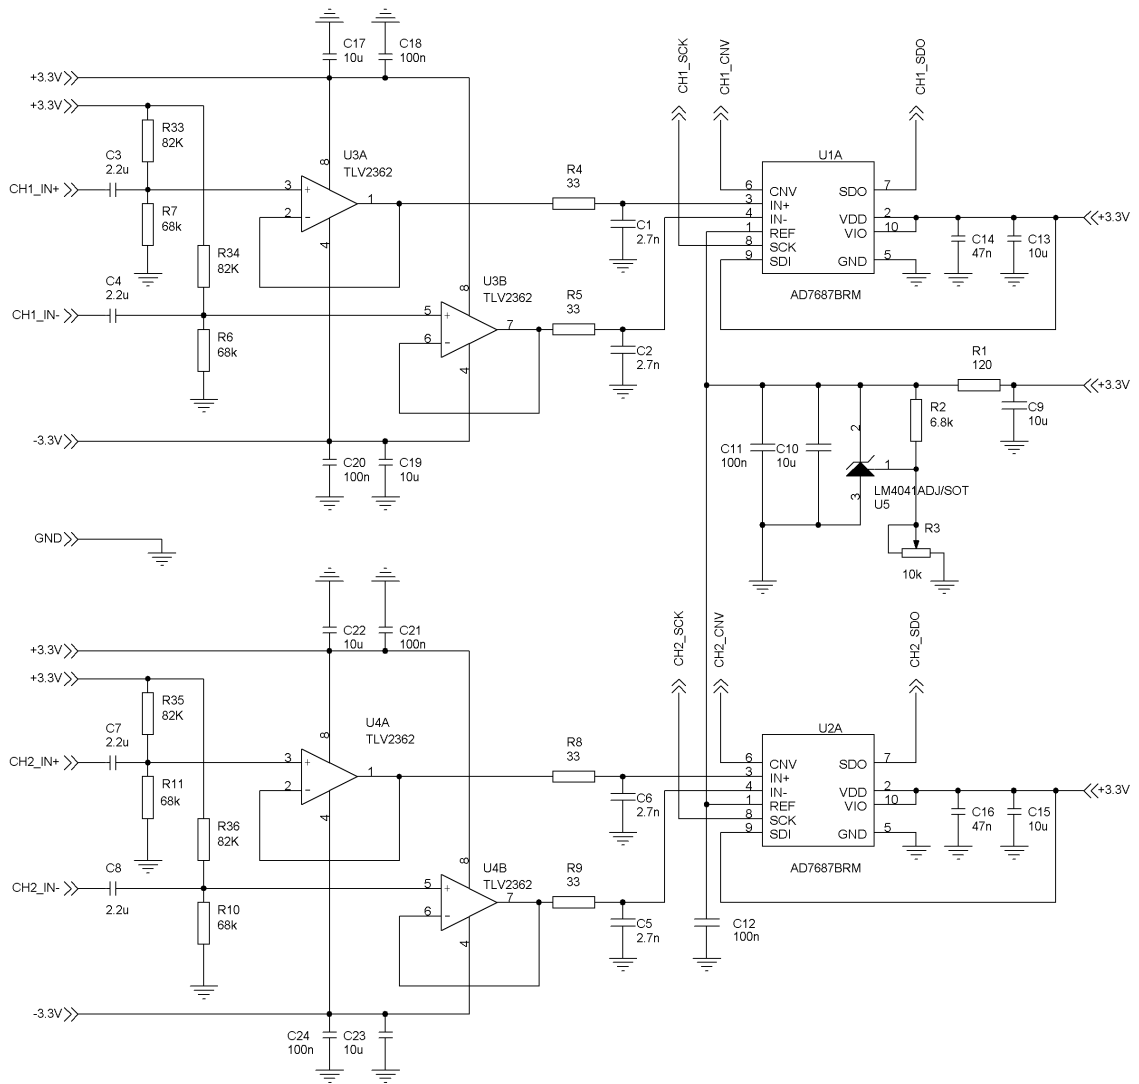 C17
10u
C18
100n
CH1_SCK
CH1_CNV
CH1_SDO
+3.3V
+3.3V
R33
82K
C3
2.2u
CH1_IN+
R7
68k
8
U3A
TLV2362
3
+
2
−
1
4
R4
33
C1
2.7n
U1A
6
CNV
3
IN+
4
IN-
1
REF
8
SCK
9
SDI
SDO
7
VDD
2
VIO
10
GND
5
AD7687BRM
C14
47n
C13
10u
+3.3V
R34
82K
C4
2.2u
CH1_IN-
R6
68k
8
U3B
TLV2362
5
+
6
−
7
4
R5
33
C2
2.7n
R1
120
+3.3V
C9
10u
R2
6.8k
C11
100n
C10
10u
2
1
3
LM4041ADJ/SOT
U5
R3
10k
-3.3V
C20
100n
C19
10u
GND
C22
10u
C21
100n
CH2_SCK
CH2_CNV
CH2_SDO
+3.3V
+3.3V
R35
82K
C7
2.2u
CH2_IN+
R11
68k
8
U4A
TLV2362
3
+
2
−
1
4
R8
33
C6
2.7n
U2A
6
CNV
3
IN+
4
IN-
1
REF
8
SCK
9
SDI
SDO
7
VDD
2
VIO
10
GND
5
AD7687BRM
C16
47n
C15
10u
+3.3V
R36
82K
C8
2.2u
CH2_IN-
R10
68k
8
U4B
TLV2362
5
+
6
−
7
4
R9
33
C5
2.7n
C12
100n
-3.3V
C24
100n
C23
10u